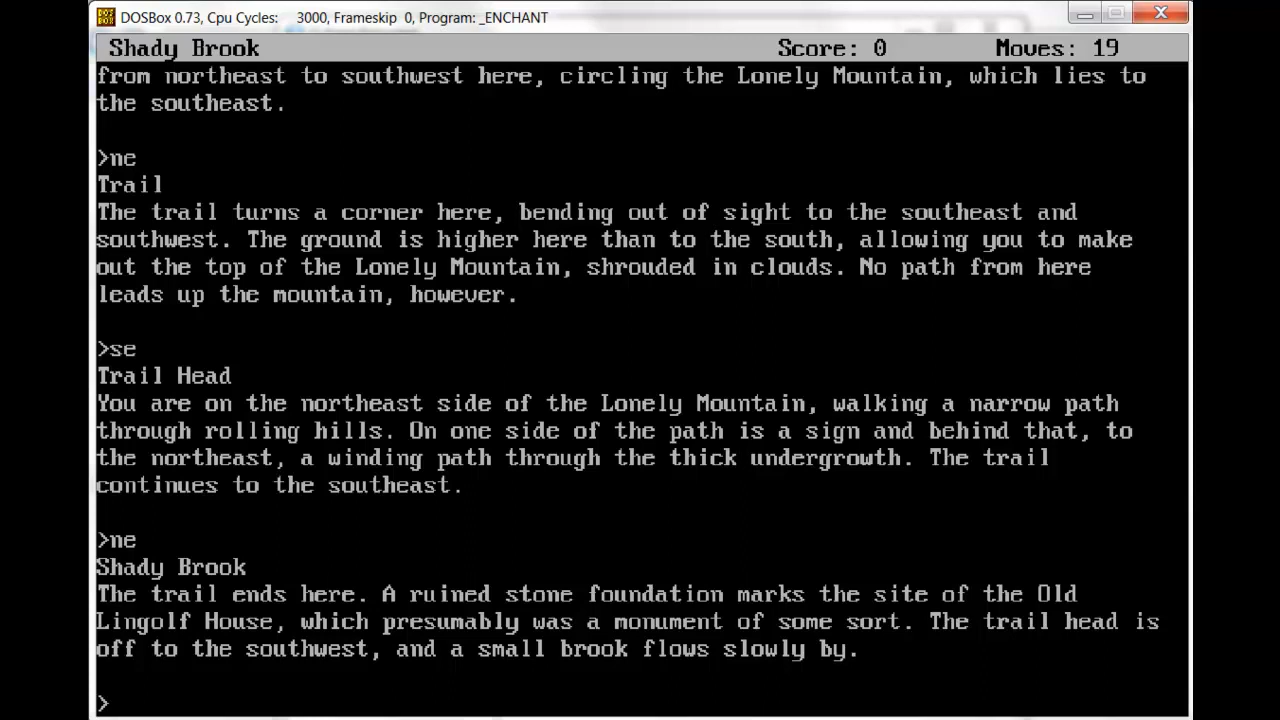 DOSBox 0.73, Cpu Cycles: 3000, Frameskip 0, Program: _ENCHANT
Shady Brook Score: 0 Moves: 19
from northeast to southwest here, circling the Lonely Mountain, which lies to
the southeast.
>ne
Trail
The trail turns a corner here, bending out of sight to the southeast and
southwest. The ground is higher here than to the south, allowing you to make
out the top of the Lonely Mountain, shrouded in clouds. No path from here
leads up the mountain, however.
>se
Trail Head
You are on the northeast side of the Lonely Mountain, walking a narrow path
through rolling hills. On one side of the path is a sign and behind that, to
the northeast, a winding path through the thick undergrowth. The trail
continues to the southeast.
>ne
Shady Brook
The trail ends here. A ruined stone foundation marks the site of the Old
Lingolf House, which presumably was a monument of some sort. The trail head is
off to the southwest, and a small brook flows slowly by.
>